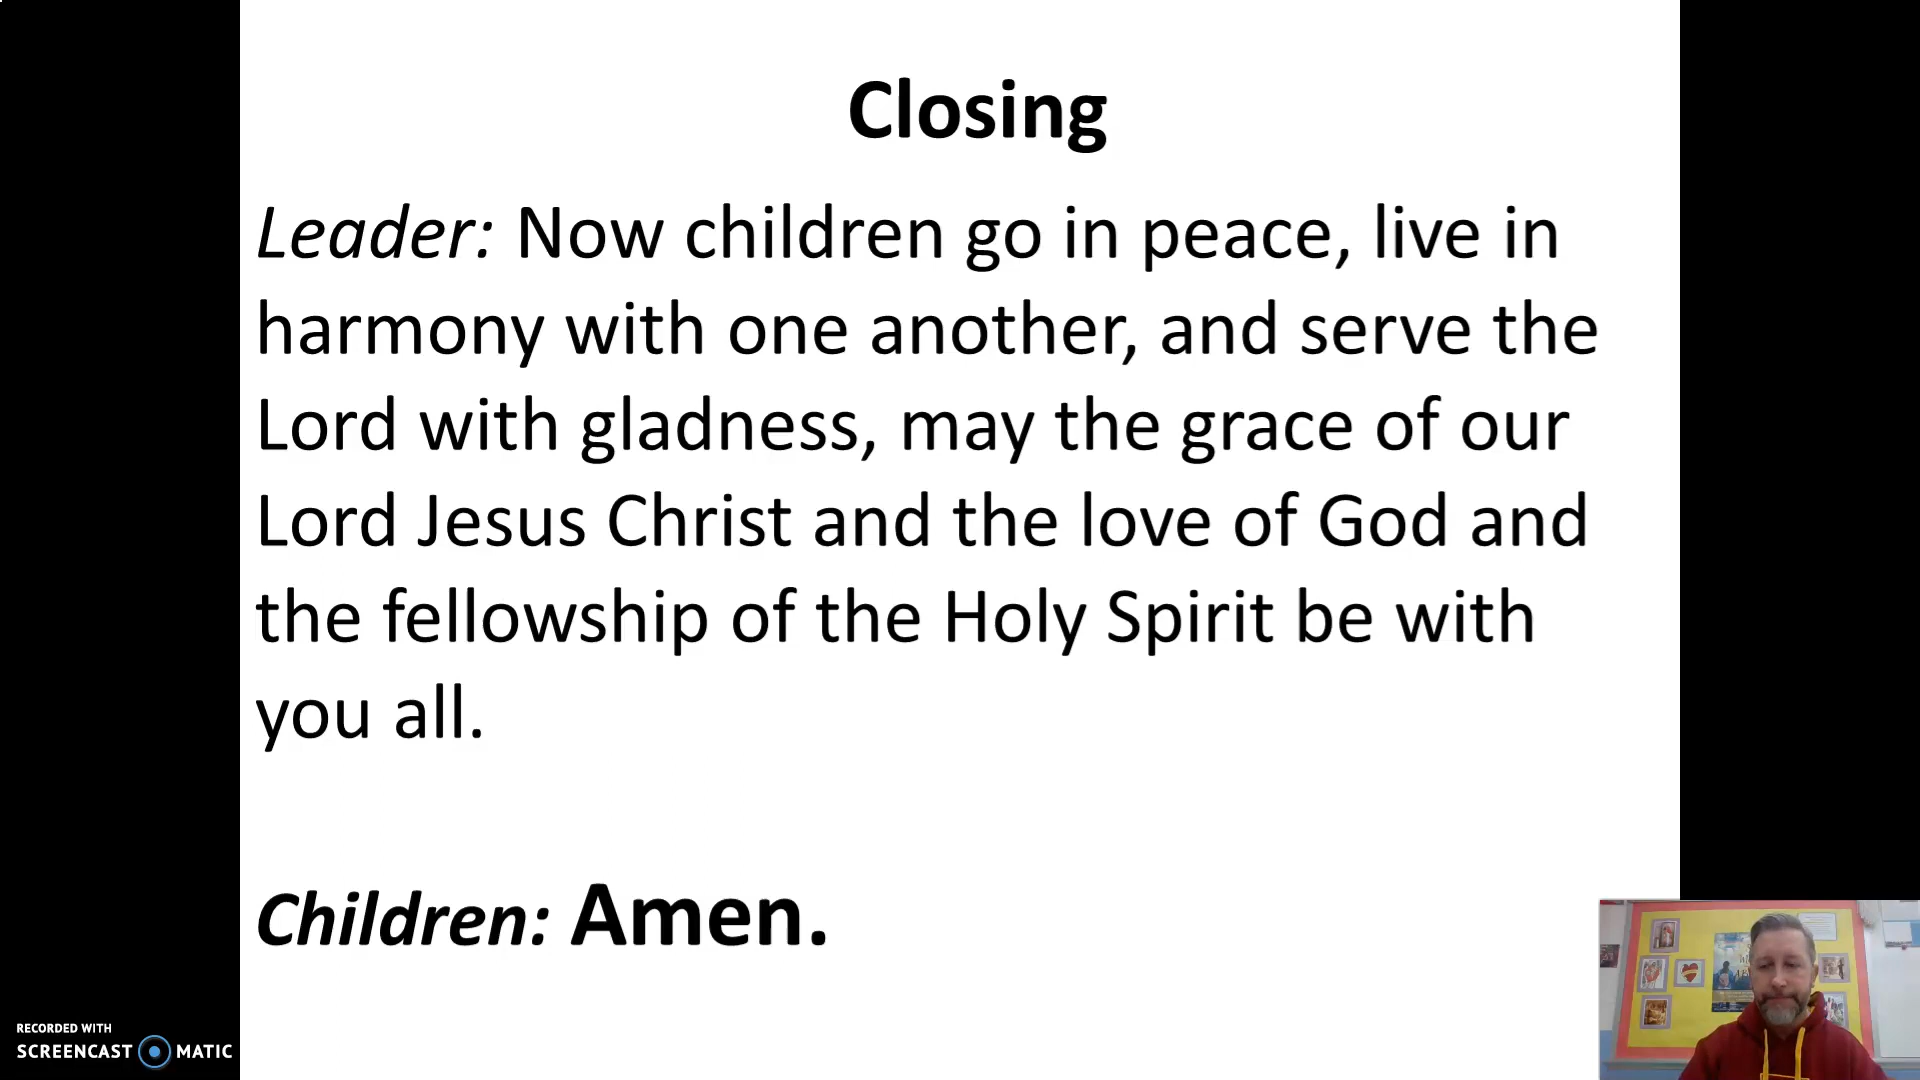 Closing
Leader: Now children go in peace, live in
harmony with one another, and serve the
Lord with gladness, may the grace of our
Lord Jesus Christ and the love of God and
the fellowship of the Holy Spirit be with
you all.
Children: Amen.
RECORDED WITH
SCREENCAST MATIC